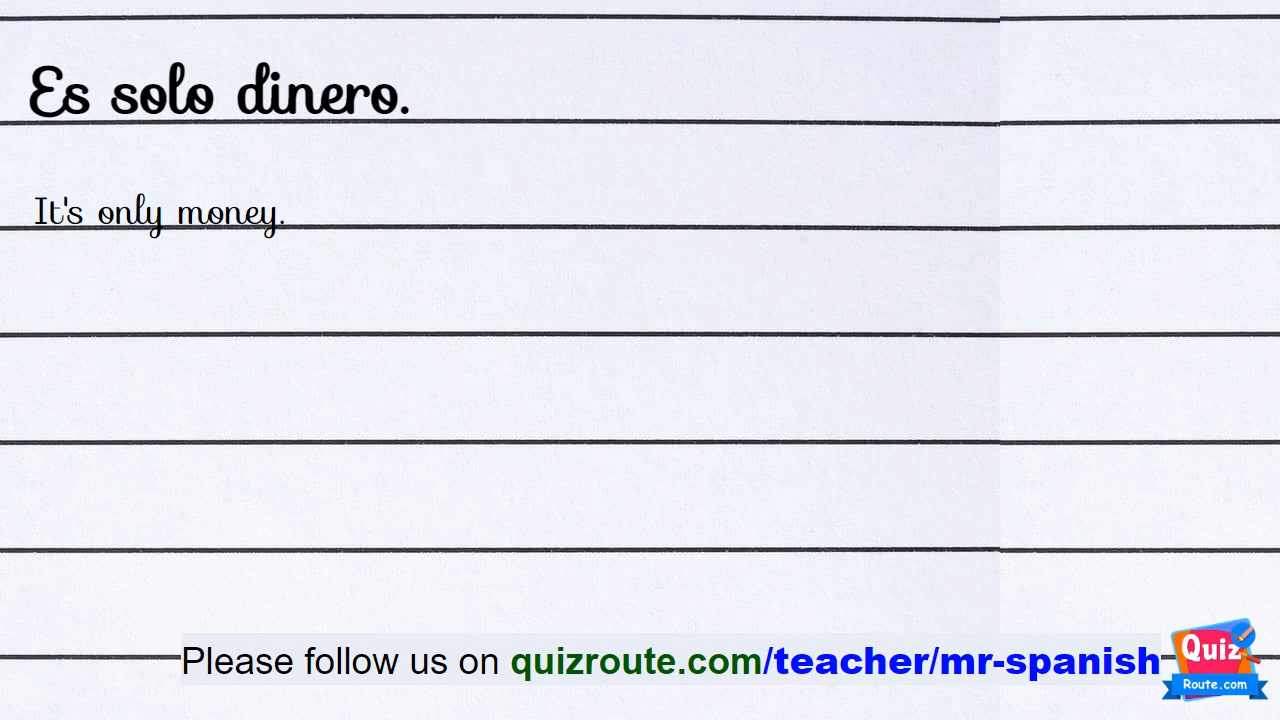 Es solo dinero.
It's only money.
Please follow us on quizroute.com/teacher/mr-spanish
Quiz
Route.com